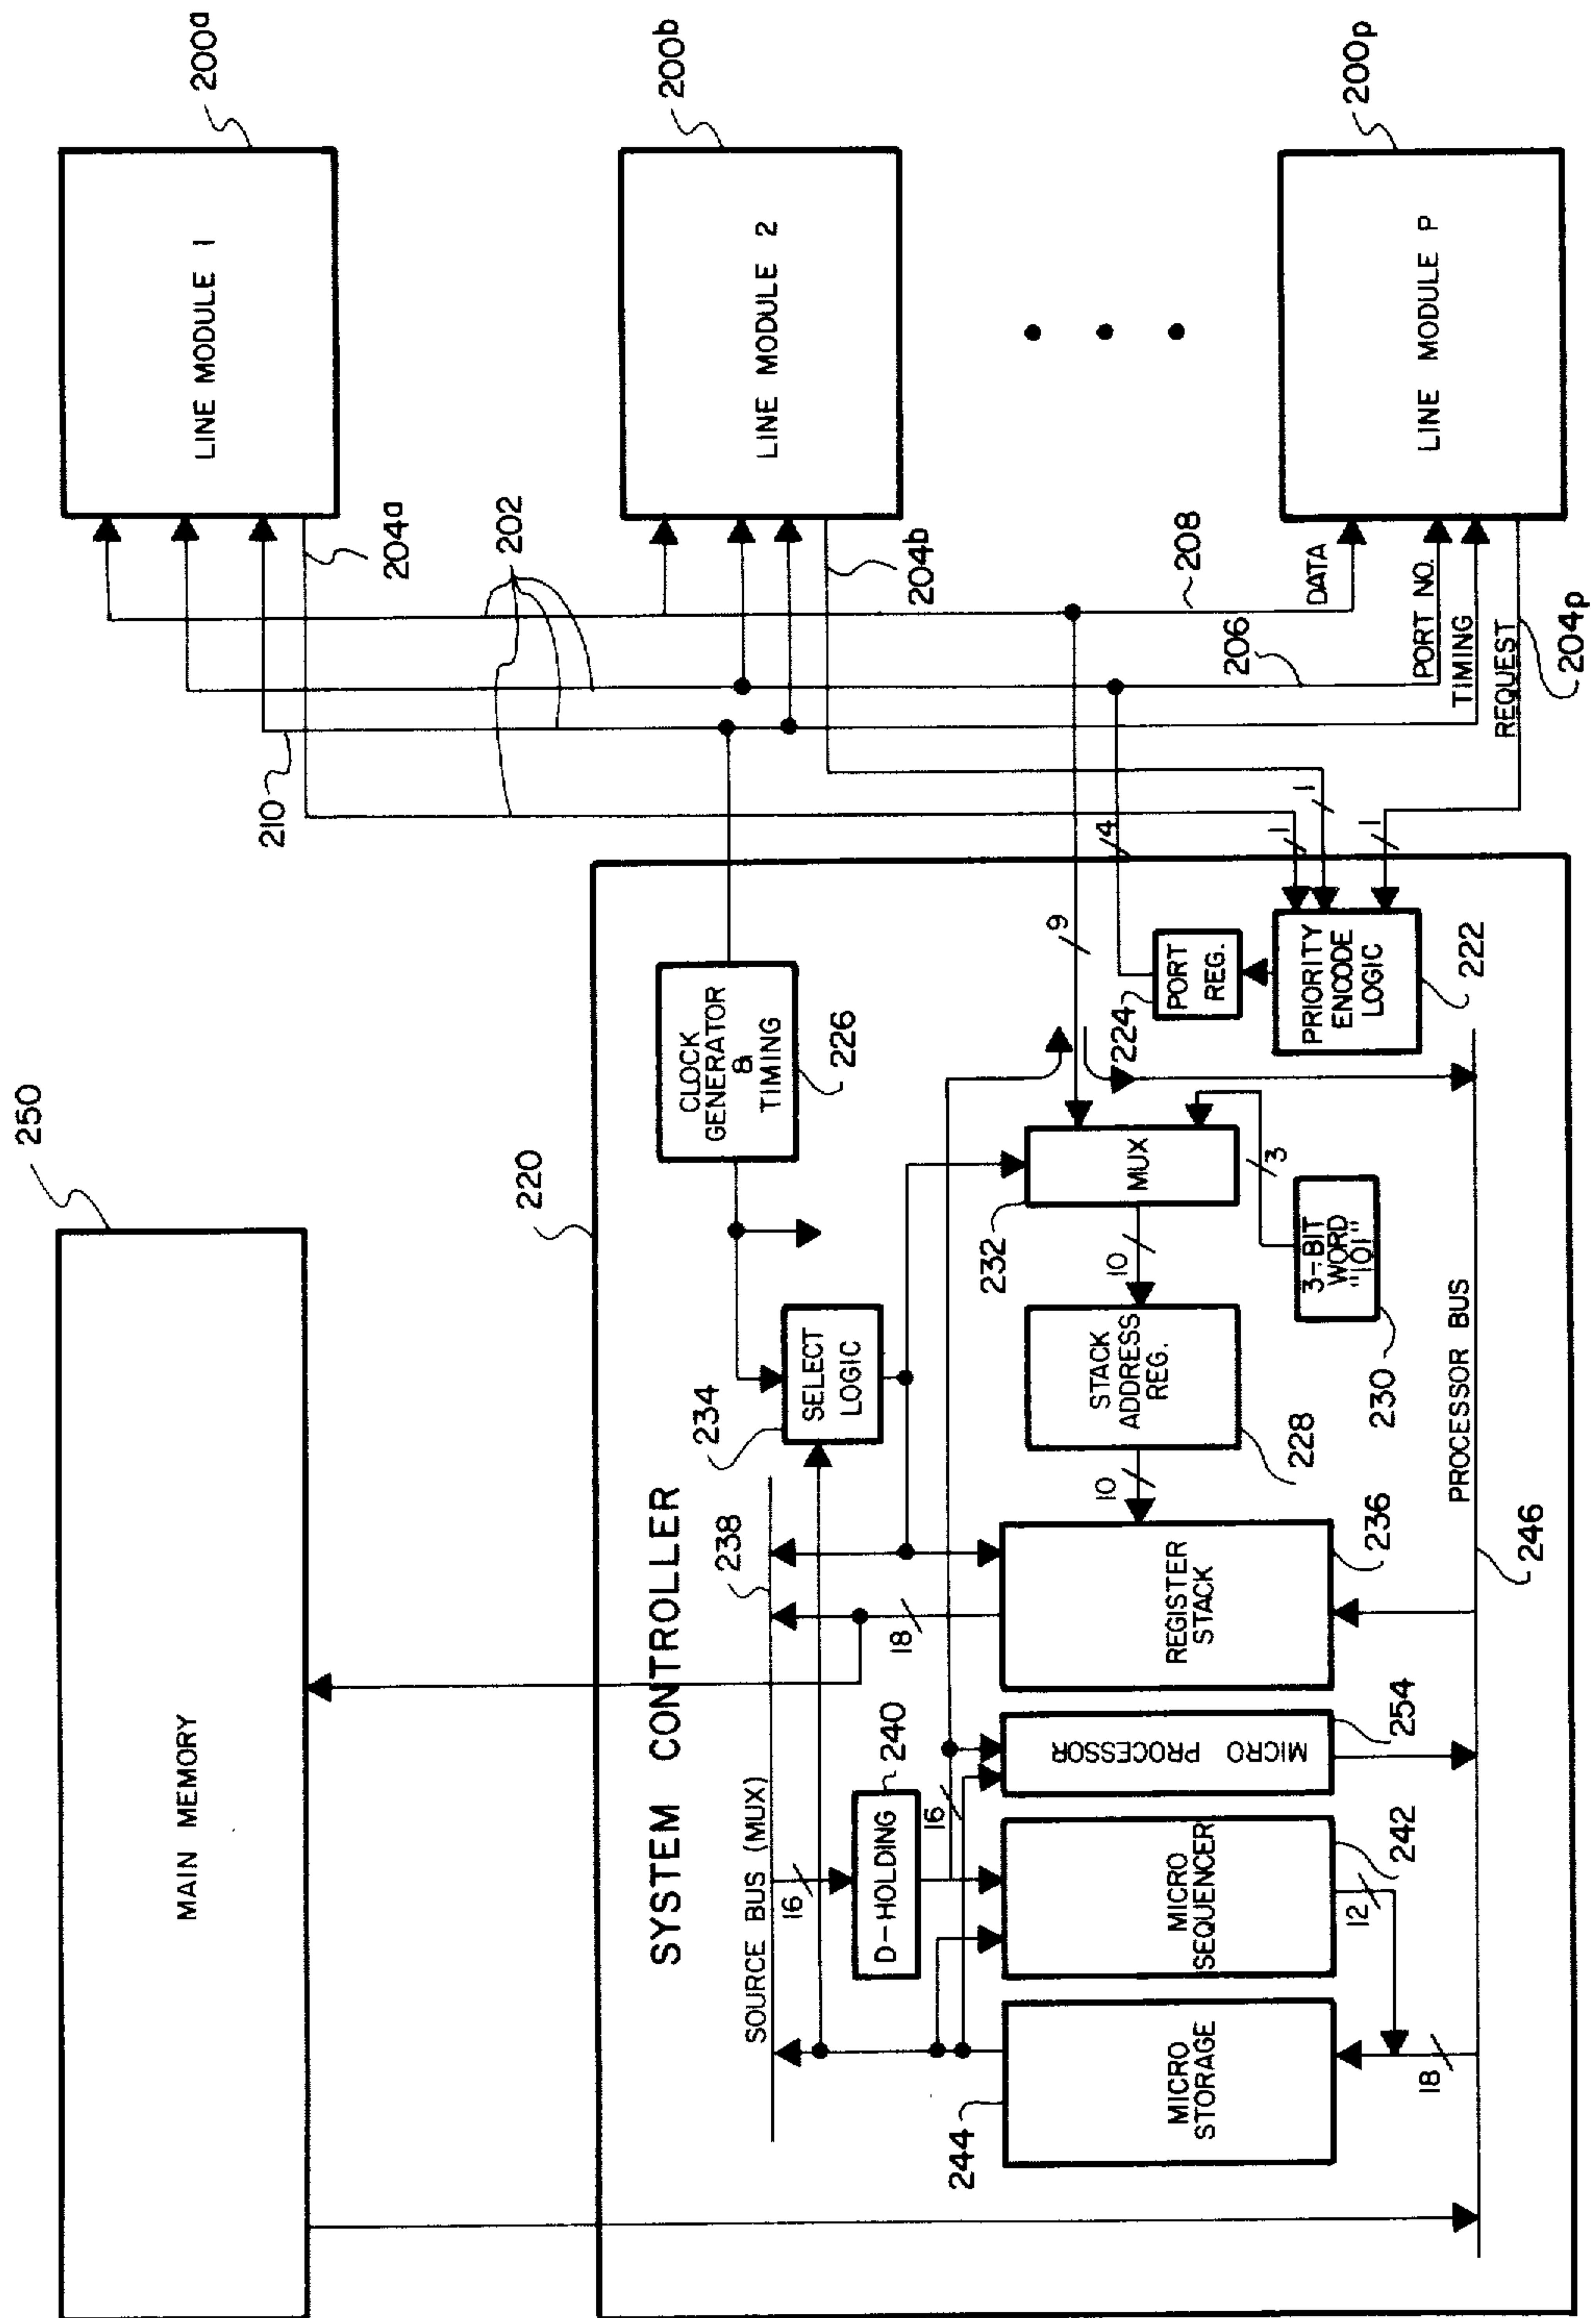 250
MAIN MEMORY
LINE MODULE 1
200a
LINE MODULE 2
200b
LINE MODULE P
200p
210
202
204a
204b
208
206
DATA
PORT NO.
TIMING
REQUEST
204p
220
SYSTEM CONTROLLER
SOURCE BUS (MUX)
238
234
SELECT
LOGIC
CLOCK
GENERATOR
&
TIMING
226
16
D-HOLDING
240
18
16
9
4
1
1
1
244
MICRO
STORAGE
MICRO
SEQUENCER
242
12
18
MICRO
PROCESSOR
254
REGISTER
STACK
236
10
STACK
ADDRESS
REG.
228
10
232
MUX
3
3-BIT
WORD
"101"
230
224
PORT
REG.
PRIORITY
ENCODE
LOGIC
222
PROCESSOR BUS
246